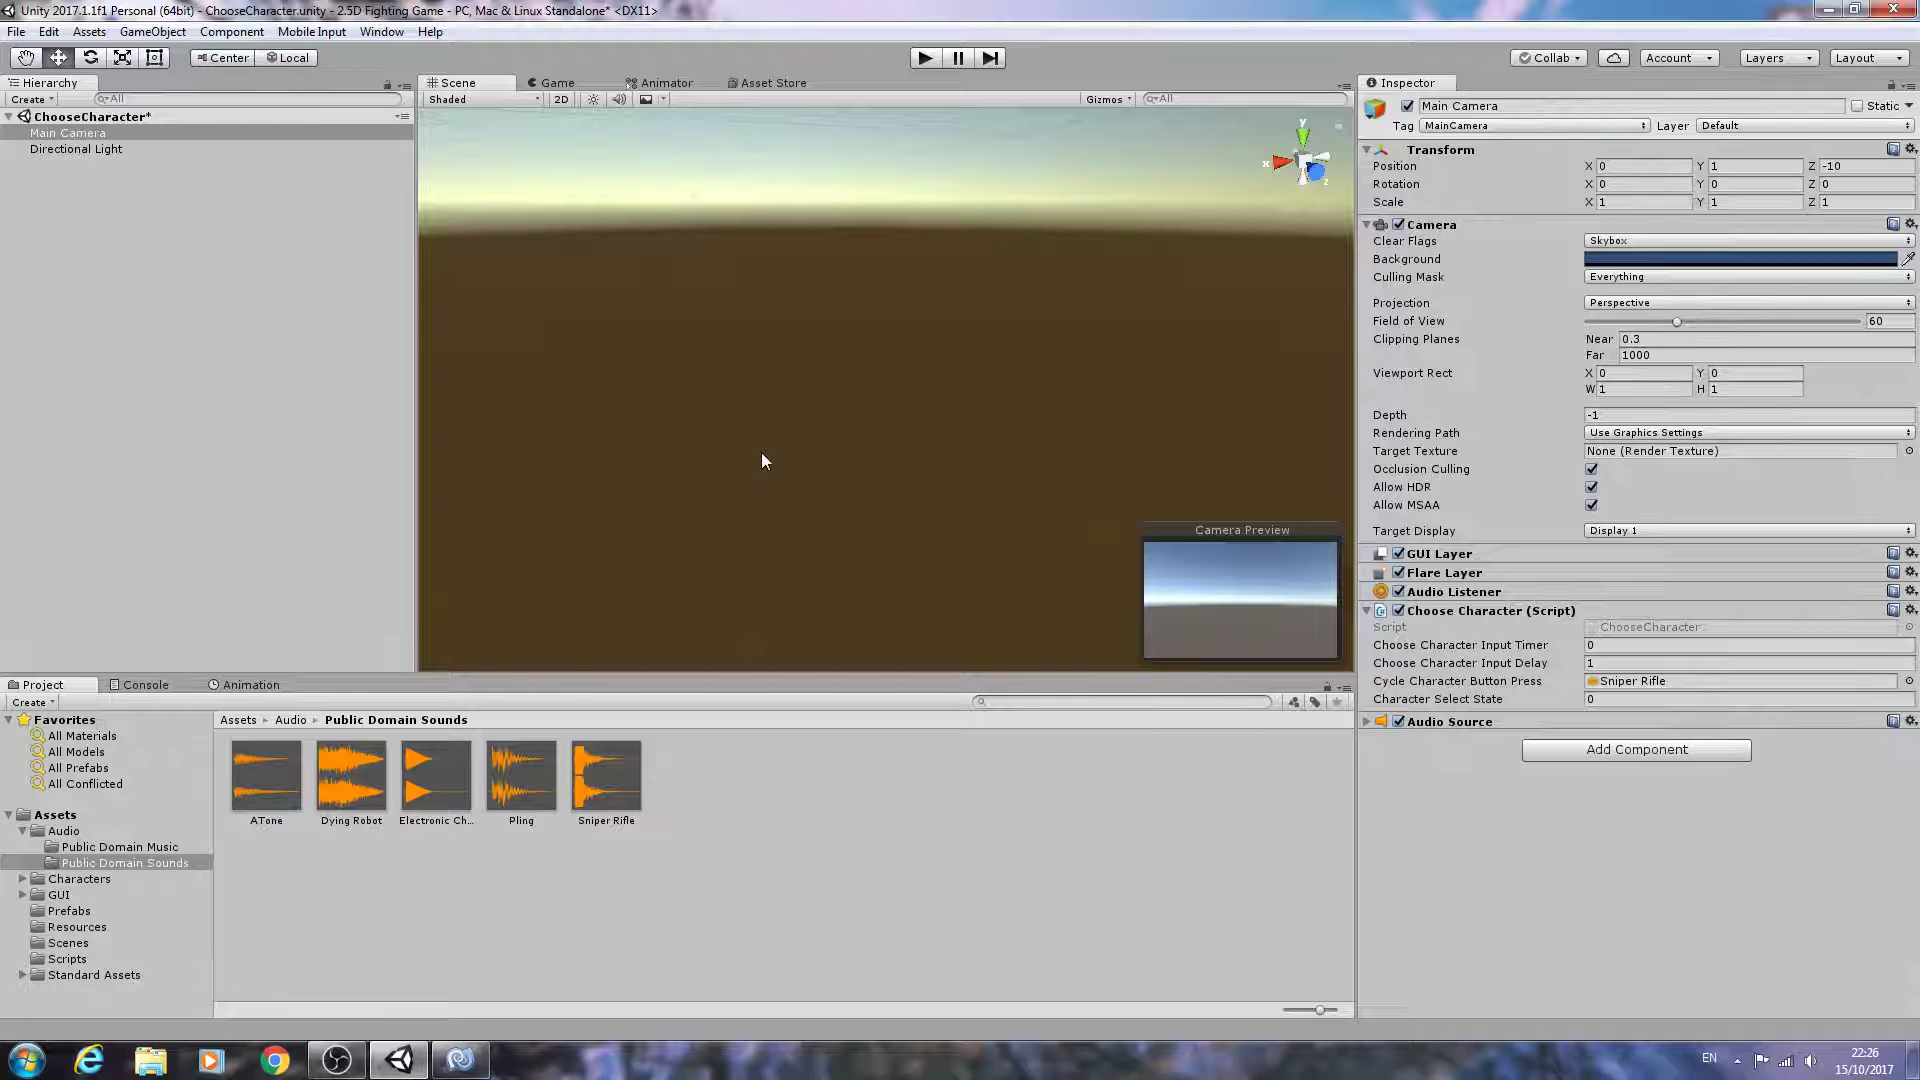 Unity 2017.1.1f1 Personal (64bit) - ChooseCharacter.unity - 2.5D Fighting Game - PC, Mac & Linux Standalone* <DX11>
File Edit Assets GameObject Component Mobile Input Window Help
Center Local Collab Account Layers Layout
Hierarchy
Create All
ChooseCharacter*
Main Camera
Directional Light
Scene Game Animator Asset Store
Shaded 2D Gizmos All
y
x
z
Camera Preview
Inspector
Main Camera Static
Tag MainCamera Layer Default
Transform
Position X 0 Y 1 Z -10
Rotation X 0 Y 0 Z 0
Scale X 1 Y 1 Z 1
Camera
Clear Flags Skybox
Background
Culling Mask Everything
Projection Perspective
Field of View 60
Clipping Planes Near 0.3
Far 1000
Viewport Rect X 0 Y 0
W 1 H 1
Depth -1
Rendering Path Use Graphics Settings
Target Texture None (Render Texture)
Occlusion Culling
Allow HDR
Allow MSAA
Target Display Display 1
GUI Layer
Flare Layer
Audio Listener
Choose Character (Script)
Script ChooseCharacter
Choose Character Input Timer 0
Choose Character Input Delay 1
Cycle Character Button Press Sniper Rifle
Character Select State 0
Audio Source
Add Component
Project Console Animation
Create
Favorites
All Materials
All Models
All Prefabs
All Conflicted
Assets
Audio
Public Domain Music
Public Domain Sounds
Characters
GUI
Prefabs
Resources
Scenes
Scripts
Standard Assets
Assets Audio Public Domain Sounds
ATone Dying Robot Electronic Ch... Pling Sniper Rifle
EN
22:26
15/10/2017